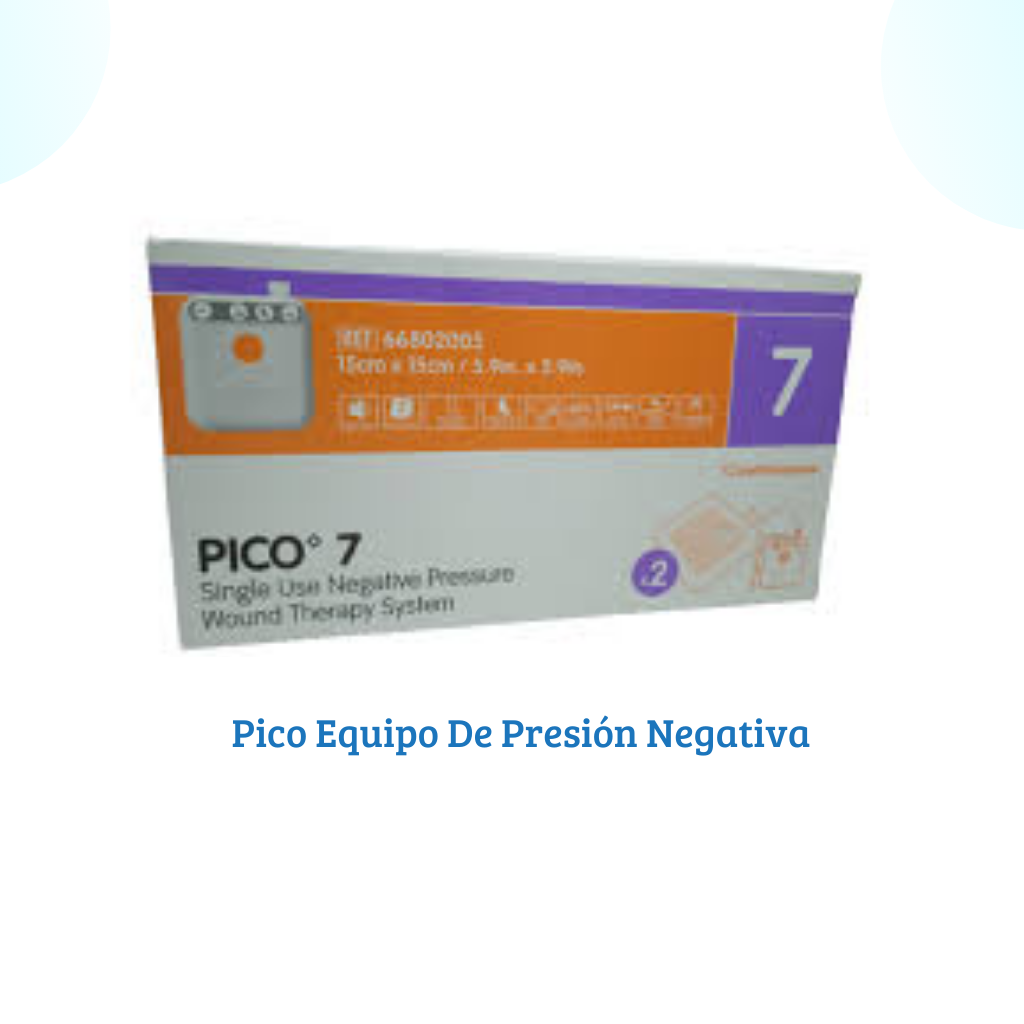 REF 66802005
15cm x 15cm / 5.9in. x 5.9in.
7
PICO 7
Single Use Negative Pressure
Wound Therapy System
x2
Pico Equipo De Presión Negativa